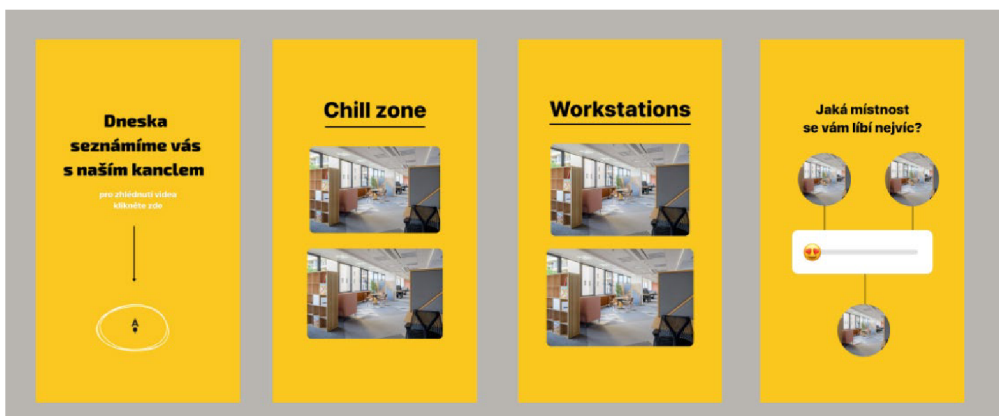 Dneska
seznámíme vás
s naším kanclem
pro zhlédnutí videa
klikněte zde
Chill zone
Workstations
Jaká místnost
se vám líbí nejvíc?